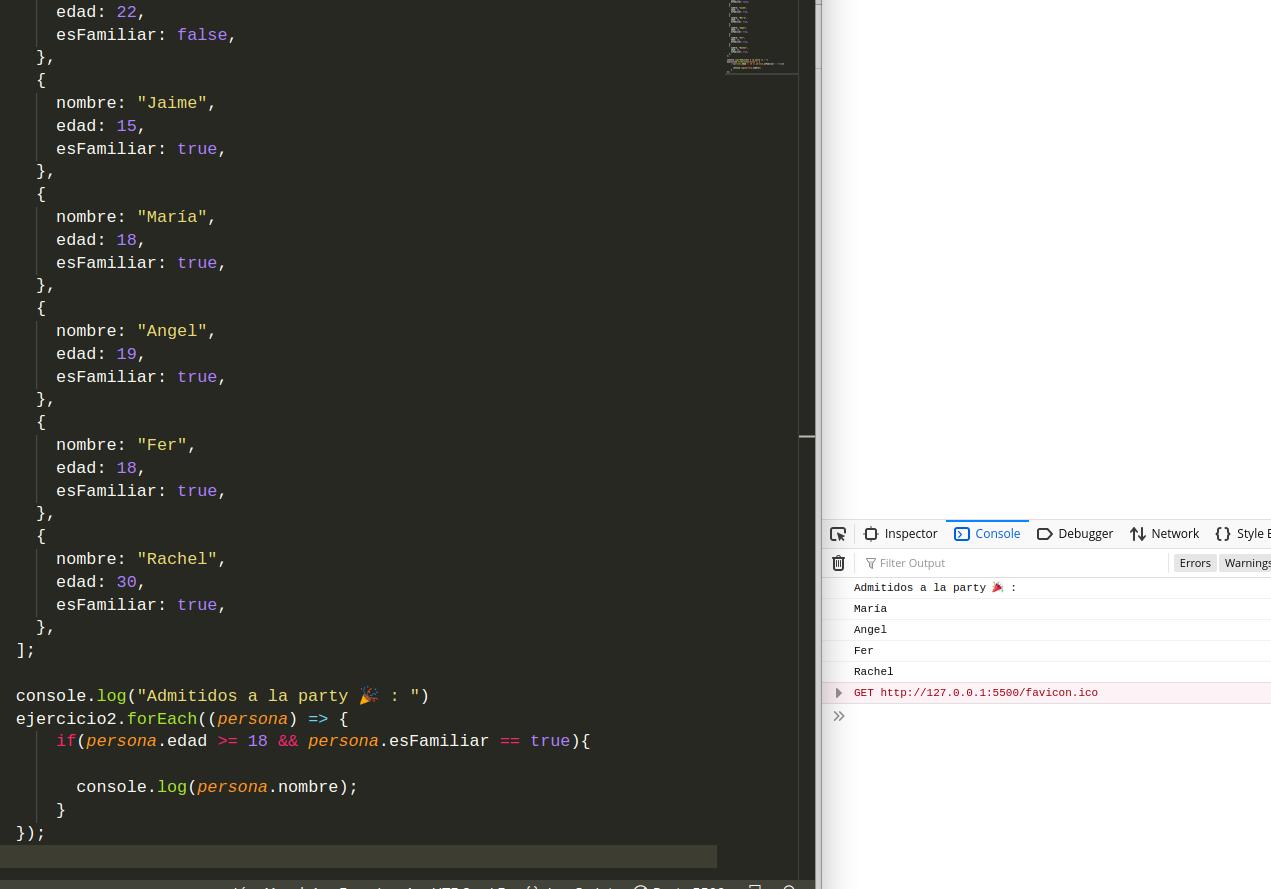 edad: 22,
esFamiliar: false,
},
{
nombre: "Jaime",
edad: 15,
esFamiliar: true,
},
{
nombre: "María",
edad: 18,
esFamiliar: true,
},
{
nombre: "Angel",
edad: 19,
esFamiliar: true,
},
{
nombre: "Fer",
edad: 18,
esFamiliar: true,
},
{
nombre: "Rachel",
edad: 30,
esFamiliar: true,
},
];
console.log("Admitidos a la party 🎉 : ")
ejercicio2.forEach((persona) => {
if(persona.edad >= 18 && persona.esFamiliar == true){
console.log(persona.nombre);
}
});
Inspector Console Debugger Network {} Style E
Filter Output Errors Warnings
Admitidos a la party 🎉 :
María
Angel
Fer
Rachel
GET http://127.0.0.1:5500/favicon.ico